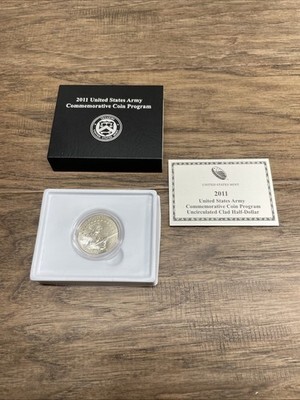 2011 United States Army
Commemorative Coin Program
UNITED STATES MINT
2011
United States Army
Commemorative Coin Program
Uncirculated Clad Half-Dollar